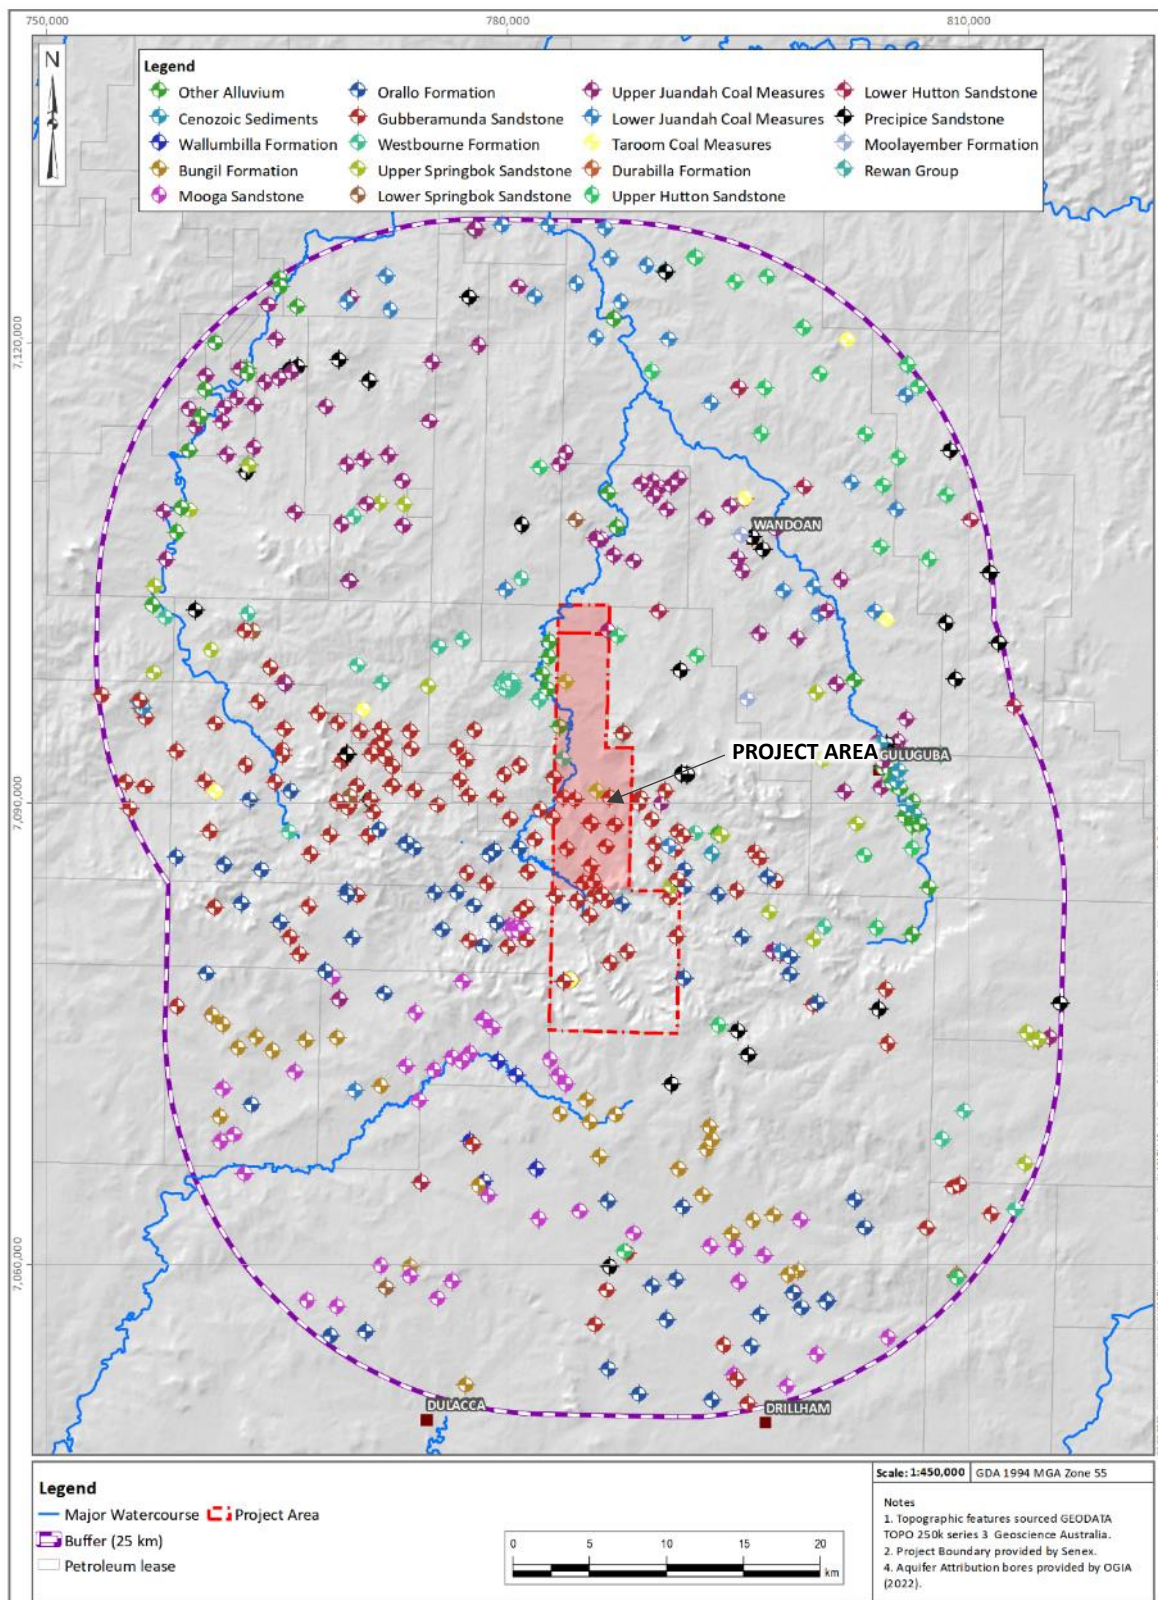 750,000 780,000 810,000
N
Legend
Other Alluvium
Cenozoic Sediments
Wallumbilla Formation
Bungil Formation
Mooga Sandstone
Orallo Formation
Gubberamunda Sandstone
Westbourne Formation
Upper Springbok Sandstone
Lower Springbok Sandstone
Upper Juandah Coal Measures
Lower Juandah Coal Measures
Taroom Coal Measures
Durabilla Formation
Upper Hutton Sandstone
Lower Hutton Sandstone
Precipice Sandstone
Moolayember Formation
Rewan Group
7,120,000
WANDOAN
PROJECT AREA
GULUGUBA
7,090,000
7,060,000
DULACCA
DRILLHAM
Legend
Major Watercourse
Project Area
Buffer (25 km)
Petroleum lease
0 5 10 15 20
km
Scale: 1:450,000
GDA 1994 MGA Zone 55
Notes
1. Topographic features sourced GEODATA
TOPO 250k series 3 Geoscience Australia.
2. Project Boundary provided by Senex.
4. Aquifer Attribution bores provided by OGIA
(2022).